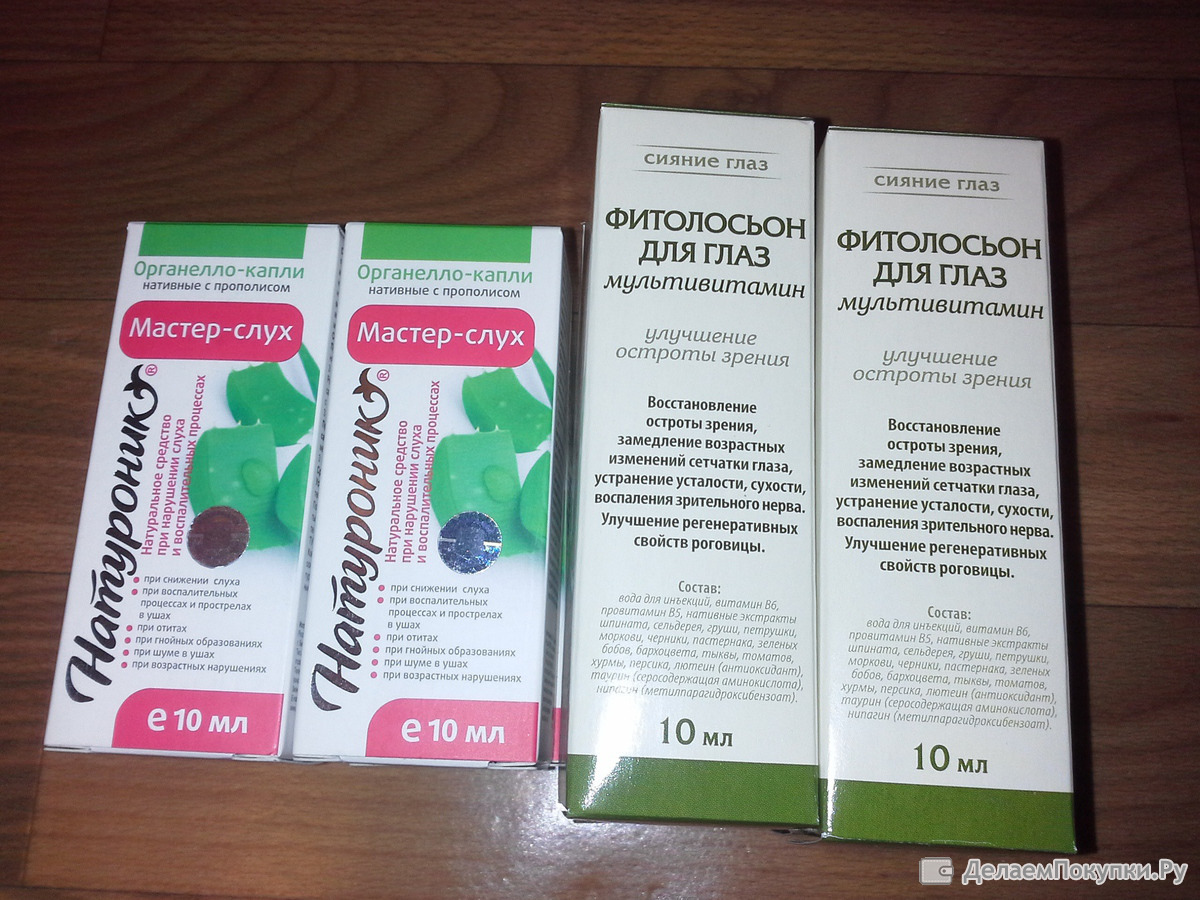 Органелло-капли
нативные с прополисом
Мастер-слух
Натуроник®
Натуральное средство
при нарушении слуха
и воспалительных процессах
• при снижении слуха
• при воспалительных
процессах и прострелах
в ушах
• при отитах
• при гнойных образованиях
• при шуме в ушах
• при возрастных нарушениях
е 10 мл
Органелло-капли
нативные с прополисом
Мастер-слух
Натуроник®
Натуральное средство
при нарушении слуха
и воспалительных процессах
• при снижении слуха
• при воспалительных
процессах и прострелах
в ушах
• при отитах
• при гнойных образованиях
• при шуме в ушах
• при возрастных нарушениях
е 10 мл
сияние глаз
ФИТОЛОСЬОН
ДЛЯ ГЛАЗ
мультивитамин
улучшение
остроты зрения
Восстановление
остроты зрения,
замедление возрастных
изменений сетчатки глаза,
устранение усталости, сухости,
воспаления зрительного нерва.
Улучшение регенеративных
свойств роговицы.
Состав:
вода для инъекций, витамин В6,
провитамин В5, нативные экстракты
шпината, сельдерея, груши, петрушки,
моркови, черники, пастернака, зеленых
бобов, бархоцвета, тыквы, томатов,
хурмы, персика, лютеин (антиоксидант),
таурин (серосодержащая аминокислота),
нипагин (метилпарагидроксибензоат).
10 мл
сияние глаз
ФИТОЛОСЬОН
ДЛЯ ГЛАЗ
мультивитамин
улучшение
остроты зрения
Восстановление
остроты зрения,
замедление возрастных
изменений сетчатки глаза,
устранение усталости, сухости,
воспаления зрительного нерва.
Улучшение регенеративных
свойств роговицы.
Состав:
вода для инъекций, витамин В6,
провитамин В5, нативные экстракты
шпината, сельдерея, груши, петрушки,
моркови, черники, пастернака, зеленых
бобов, бархоцвета, тыквы, томатов,
хурмы, персика, лютеин (антиоксидант),
таурин (серосодержащая аминокислота),
нипагин (метилпарагидроксибензоат).
10 мл
ДелаемПокупки.Ру